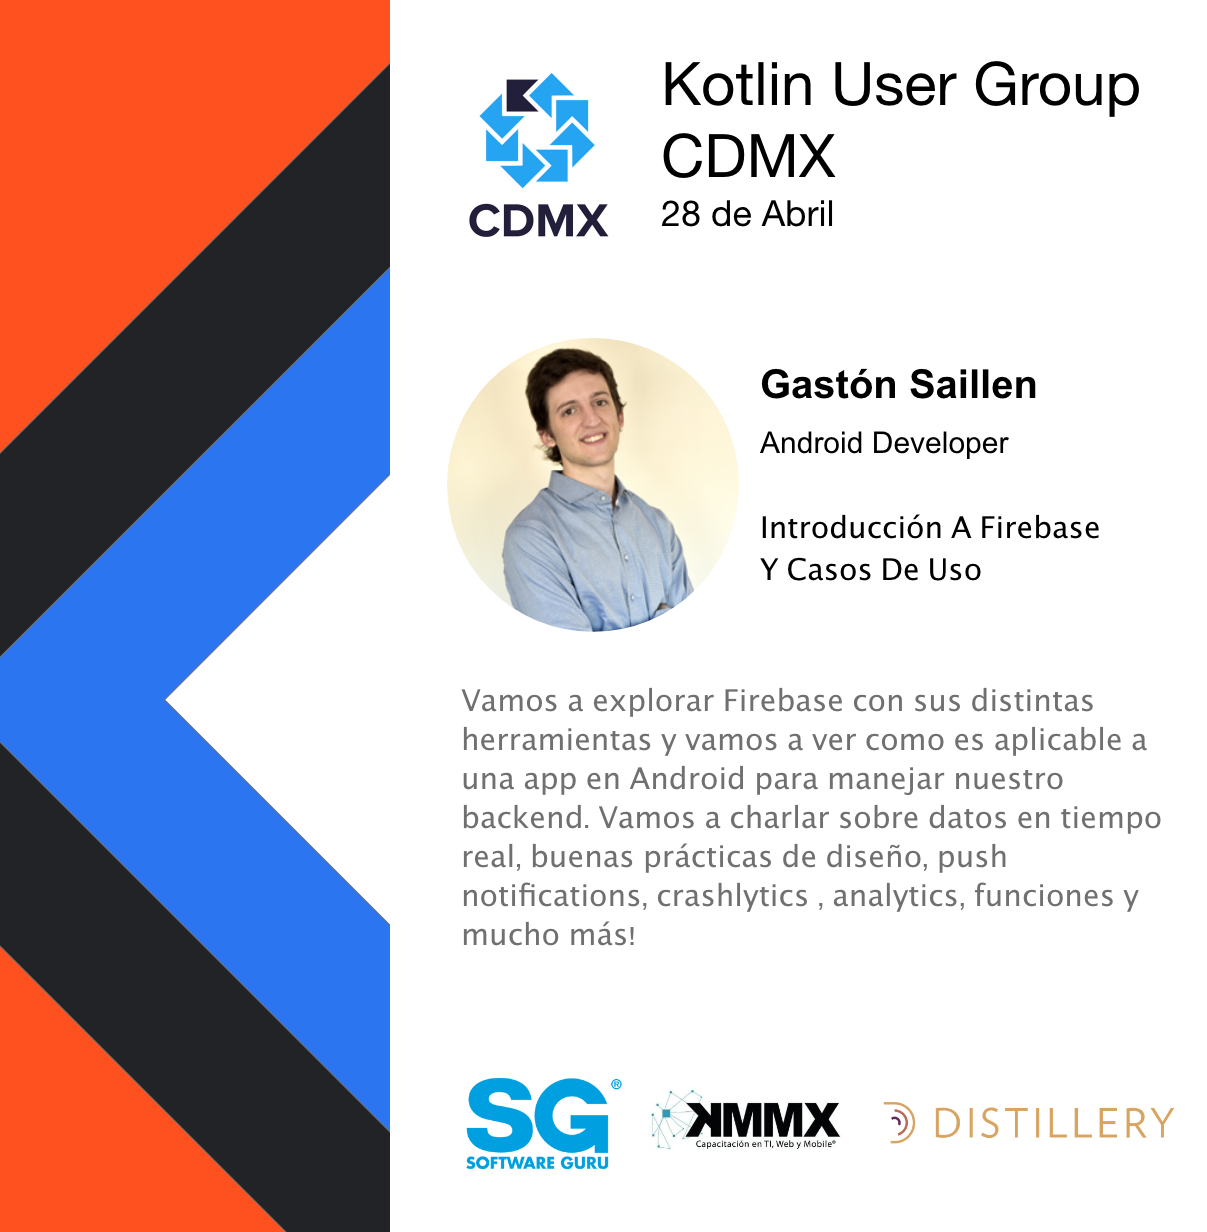 Kotlin User Group
CDMX
28 de Abril
CDMX
Gastón Saillen
Android Developer
Introducción A Firebase
Y Casos De Uso
Vamos a explorar Firebase con sus distintas
herramientas y vamos a ver como es aplicable a
una app en Android para manejar nuestro
backend. Vamos a charlar sobre datos en tiempo
real, buenas prácticas de diseño, push
notifications, crashlytics , analytics, funciones y
mucho más!
SG®
SOFTWARE GURU
KMMX
Capacitación en TI, Web y Mobile®
DISTILLERY